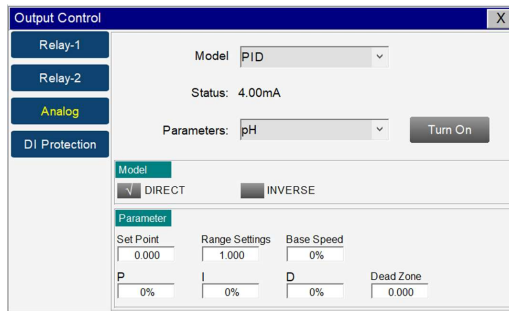 Output Control X
Relay-1
Relay-2
Analog
DI Protection
Model PID
Status: 4.00mA
Parameters: pH Turn On
Model
√ DIRECT INVERSE
Parameter
Set Point Range Settings Base Speed
0.000 1.000 0%
P I D Dead Zone
0% 0% 0% 0.000